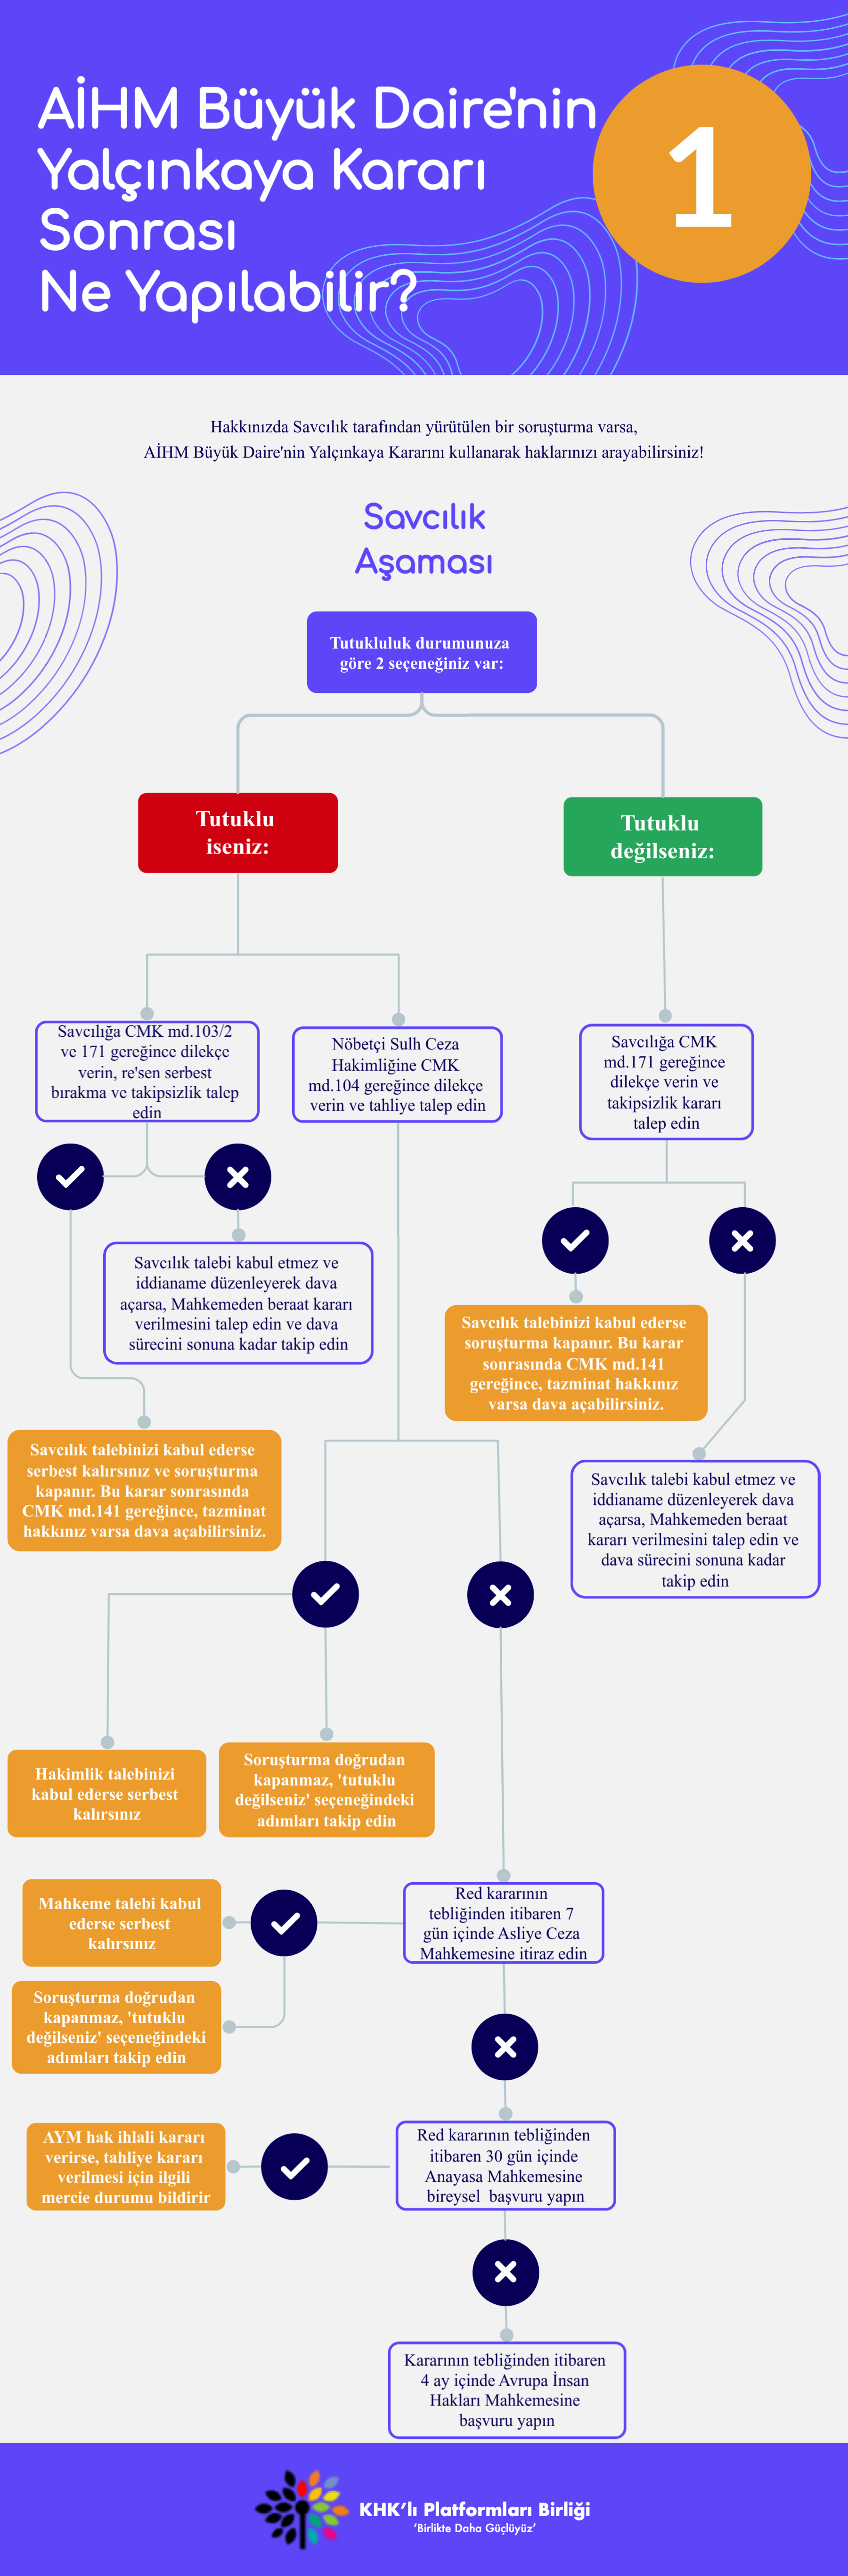 AİHM Büyük Daire'nin
Yalçınkaya Kararı
Sonrası
Ne Yapılabilir?
1
Hakkınızda Savcılık tarafından yürütülen bir soruşturma varsa,
AİHM Büyük Daire'nin Yalçınkaya Kararını kullanarak haklarınızı arayabilirsiniz!
Savcılık
Aşaması
Tutukluluk durumunuza
göre 2 seçeneğiniz var:
Tutuklu
iseniz:
Tutuklu
değilseniz:
Savcılığa CMK md.103/2
ve 171 gereğince dilekçe
verin, re'sen serbest
bırakma ve takipsizlik talep
edin
Nöbetçi Sulh Ceza
Hakimliğine CMK
md.104 gereğince dilekçe
verin ve tahliye talep edin
Savcılığa CMK
md.171 gereğince
dilekçe verin ve
takipsizlik kararı
talep edin
Savcılık talebi kabul etmez ve
iddianame düzenleyerek dava
açarsa, Mahkemeden beraat kararı
verilmesini talep edin ve dava
sürecini sonuna kadar takip edin
Savcılık talebinizi kabul ederse
soruşturma kapanır. Bu karar
sonrasında CMK md.141
gereğince, tazminat hakkınız
varsa dava açabilirsiniz.
Savcılık talebinizi kabul ederse
serbest kalırsınız ve soruşturma
kapanır. Bu karar sonrasında
CMK md.141 gereğince, tazminat
hakkınız varsa dava açabilirsiniz.
Savcılık talebi kabul etmez ve
iddianame düzenleyerek dava
açarsa, Mahkemeden beraat
kararı verilmesini talep edin ve
dava sürecini sonuna kadar
takip edin
Hakimlik talebinizi
kabul ederse serbest
kalırsınız
Soruşturma doğrudan
kapanmaz, 'tutuklu
değilseniz' seçeneğindeki
adımları takip edin
Red kararının
tebliğinden itibaren 7
gün içinde Asliye Ceza
Mahkemesine itiraz edin
Mahkeme talebi kabul
ederse serbest
kalırsınız
Soruşturma doğrudan
kapanmaz, 'tutuklu
değilseniz' seçeneğindeki
adımları takip edin
Red kararının tebliğinden
itibaren 30 gün içinde
Anayasa Mahkemesine
bireysel başvuru yapın
AYM hak ihlali kararı
verirse, tahliye kararı
verilmesi için ilgili
mercie durumu bildirir
Kararının tebliğinden itibaren
4 ay içinde Avrupa İnsan
Hakları Mahkemesine
başvuru yapın
KHK'lı Platformları Birliği
'Birlikte Daha Güçlüyüz'